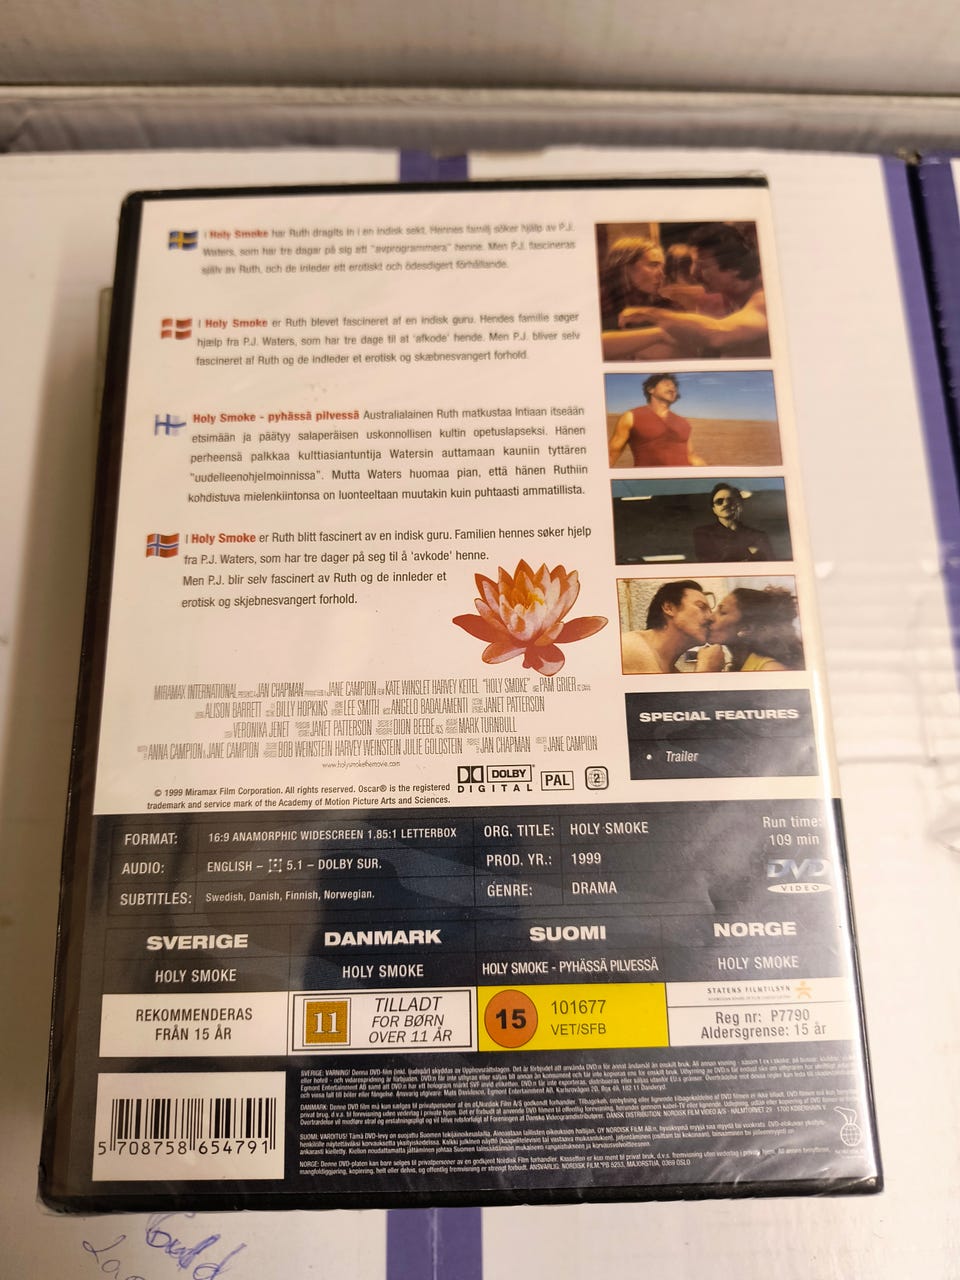 I Holy Smoke har Ruth dragits in i en indisk sekt. Hennes familj söker hjälp av P.J.
Waters, som har tre dagar på sig att "avprogrammera" henne. Men P.J. fascineras
själv av Ruth, och de inleder ett erotiskt och ödesdigert förhållande.
I Holy Smoke er Ruth blevet fascineret af en indisk guru. Hendes familie søger
hjælp fra P.J. Waters, som har tre dage til at 'afkode' hende. Men P.J. bliver selv
fascineret af Ruth og de indleder et erotisk og skæbnesvangert forhold.
Holy Smoke - pyhässä pilvessä Australialainen Ruth matkustaa Intiaan itseään
etsimään ja päätyy salaperäisen uskonnollisen kultin opetuslapseksi. Hänen
perheensä palkkaa kulttiasiantuntija Watersin auttamaan kauniin tyttären
"uudelleenohjelmoinnissa". Mutta Waters huomaa pian, että hänen Ruthiin
kohdistuva mielenkiintonsa on luonteeltaan muutakin kuin puhtaasti ammatillista.
I Holy Smoke er Ruth blitt fascinert av en indisk guru. Familien hennes søker hjelp
fra P.J. Waters, som har tre dager på seg til å 'avkode' henne.
Men P.J. blir selv fascinert av Ruth og de innleder et
erotisk og skjebnesvangert forhold.
MIRAMAX INTERNATIONAL JAN CHAPMAN JANE CAMPION KATE WINSLET HARVEY KEITEL "HOLY SMOKE" PAM GRIER
ALISON BARRETT BILLY HOPKINS LEE SMITH ANGELO BADALAMENTI JANET PATTERSON
VERONIKA JENET JANET PATTERSON DION BEEBE ACS MARK TURNBULL
ANNA CAMPION & JANE CAMPION BOB WEINSTEIN HARVEY WEINSTEIN JULIE GOLDSTEIN JAN CHAPMAN JANE CAMPION
www.holysmokethemovie.com
© 1999 Miramax Film Corporation. All rights reserved. Oscar® is the registered
trademark and service mark of the Academy of Motion Picture Arts and Sciences.
DOLBY
DIGITAL
PAL
2
SPECIAL FEATURES
• Trailer
FORMAT: 16:9 ANAMORPHIC WIDESCREEN 1.85:1 LETTERBOX
AUDIO: ENGLISH – 5.1 – DOLBY SUR.
SUBTITLES: Swedish, Danish, Finnish, Norwegian.
ORG. TITLE: HOLY SMOKE
PROD. YR.: 1999
GENRE: DRAMA
Run time:
109 min
DVD
VIDEO
SVERIGE
HOLY SMOKE
REKOMMENDERAS
FRÅN 15 ÅR
DANMARK
HOLY SMOKE
11
TILLADT
FOR BØRN
OVER 11 ÅR
SUOMI
HOLY SMOKE - PYHÄSSÄ PILVESSÄ
15
101677
VET/SFB
NORGE
HOLY SMOKE
STATENS FILMTILSYN
Reg nr: P7790
Aldersgrense: 15 år
5 708758 654791